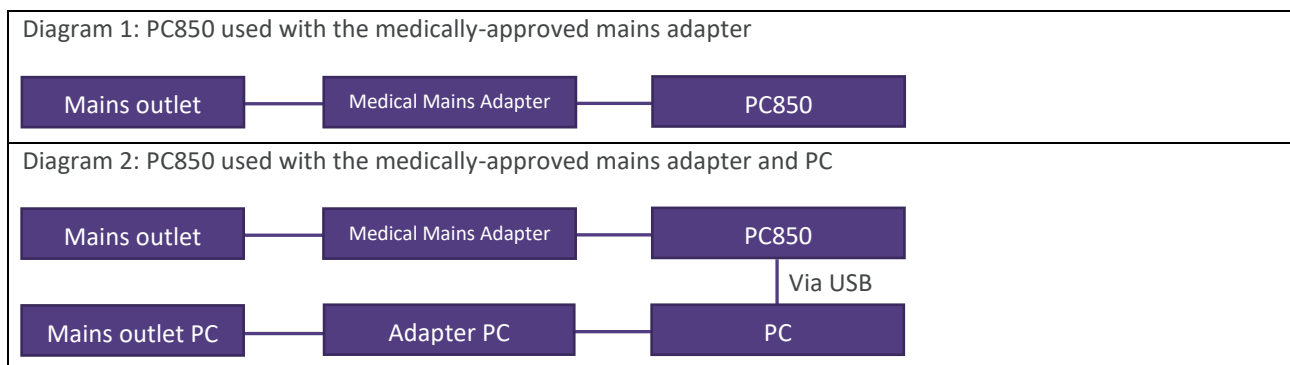 Diagram 1: PC850 used with the medically-approved mains adapter
Mains outlet
Medical Mains Adapter
PC850
Diagram 2: PC850 used with the medically-approved mains adapter and PC
Mains outlet
Medical Mains Adapter
PC850
Via USB
Mains outlet PC
Adapter PC
PC